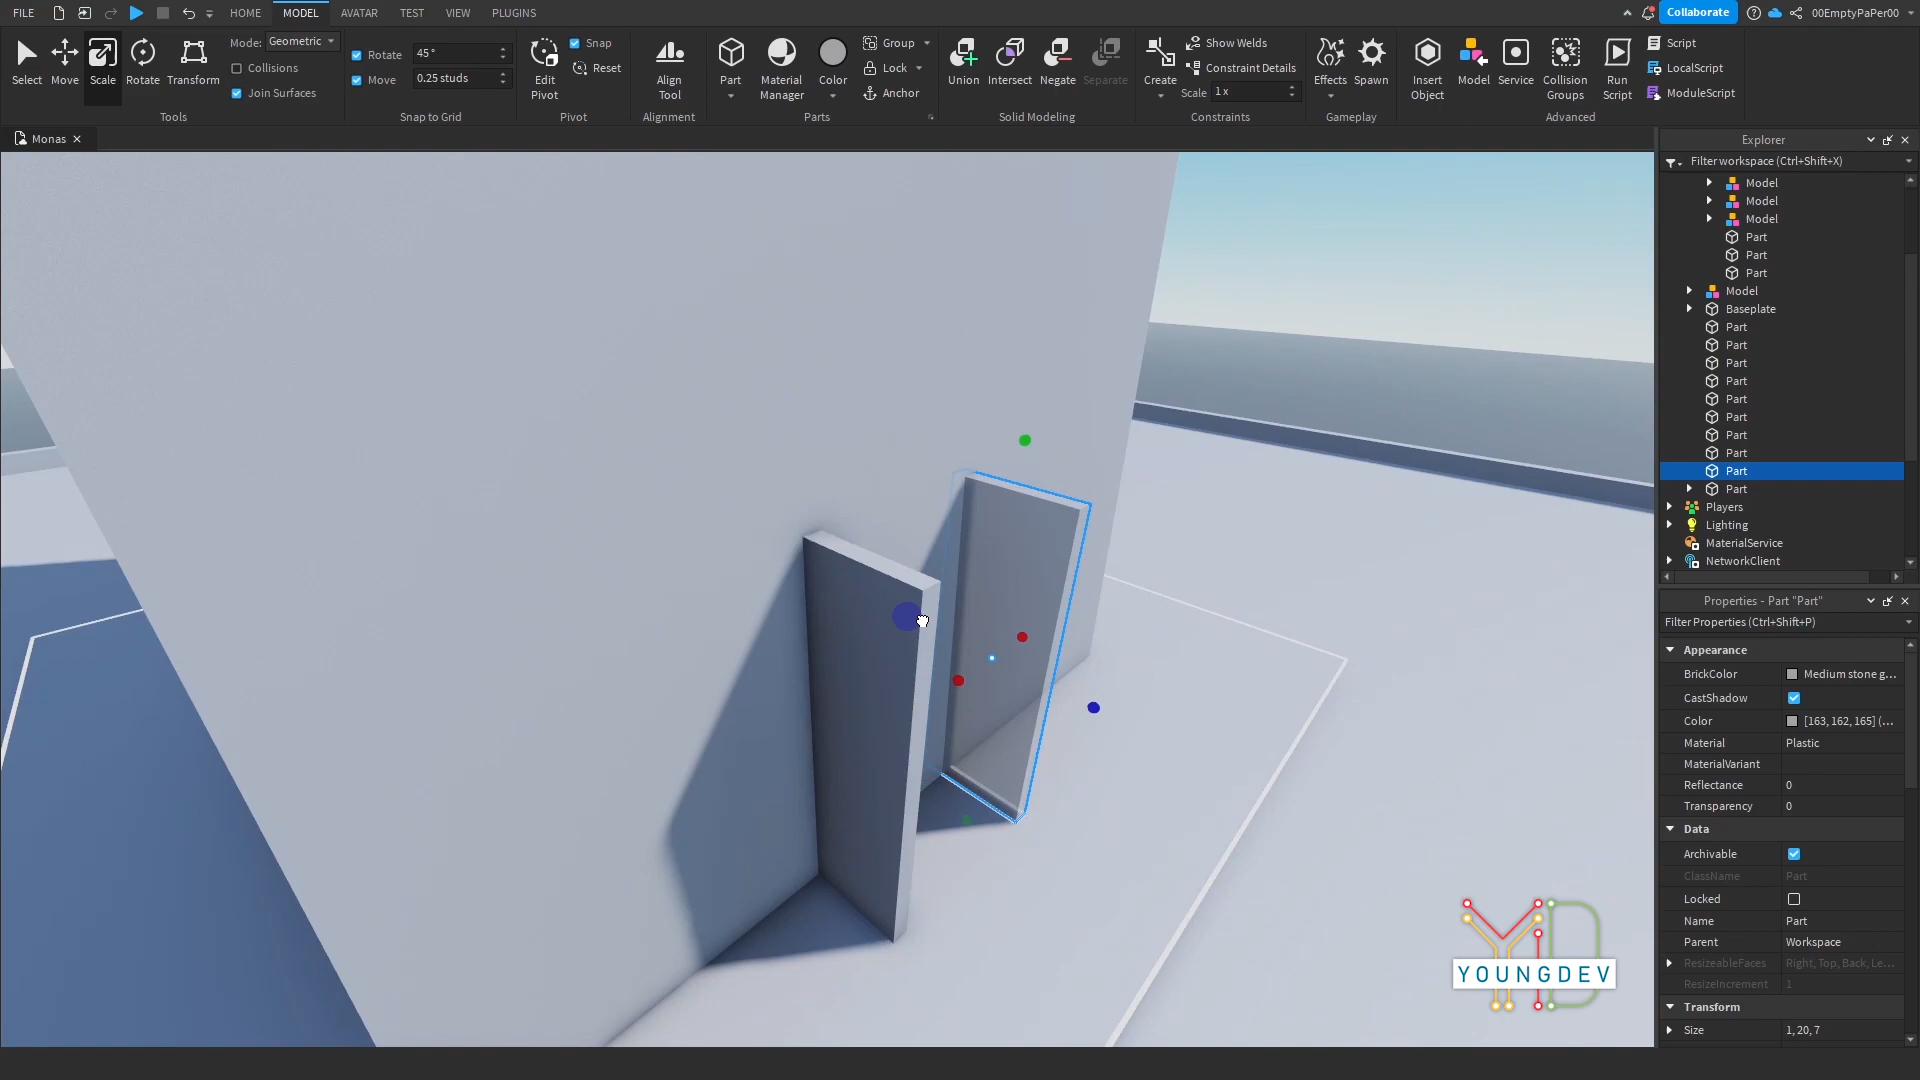 FILE
HOME
MODEL
AVATAR
TEST
VIEW
PLUGINS
Collaborate
00EmptyPaPer00
Select
Move
Scale
Rotate
Transform
Mode: Geometric
Collisions
Join Surfaces
Tools
Rotate 45°
Move 0.25 studs
Snap to Grid
Edit
Pivot
Snap
Reset
Pivot
Align
Tool
Alignment
Part
Material
Manager
Color
Group
Lock
Anchor
Parts
Union
Intersect
Negate
Separate
Solid Modeling
Create
Show Welds
Constraint Details
Scale 1 x
Constraints
Effects
Spawn
Gameplay
Insert
Object
Model
Service
Collision
Groups
Run
Script
Script
LocalScript
ModuleScript
Advanced
Monas
Explorer
Filter workspace (Ctrl+Shift+X)
Model
Model
Model
Part
Part
Part
Model
Baseplate
Part
Part
Part
Part
Part
Part
Part
Part
Part
Part
Players
Lighting
MaterialService
NetworkClient
Properties - Part "Part"
Filter Properties (Ctrl+Shift+P)
Appearance
BrickColor Medium stone g...
CastShadow
Color [163, 162, 165] (...
Material Plastic
MaterialVariant
Reflectance 0
Transparency 0
Data
Archivable
ClassName Part
Locked
Name Part
Parent Workspace
ResizeableFaces Right, Top, Back, Le...
ResizeIncrement 1
Transform
Size 1, 20, 7
YD
YOUNGDEV